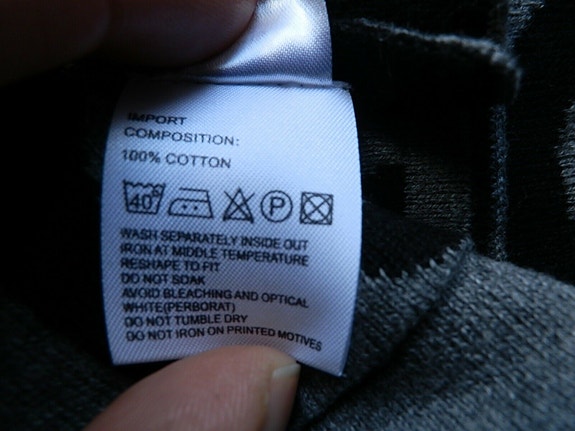 IMPORT
COMPOSITION:
100% COTTON
40 P
WASH SEPARATELY INSIDE OUT
IRON AT MIDDLE TEMPERATURE
RESHAPE TO FIT
DO NOT SOAK
AVOID BLEACHING AND OPTICAL
WHITE(PERBORAT)
DO NOT TUMBLE DRY
DO NOT IRON ON PRINTED MOTIVES